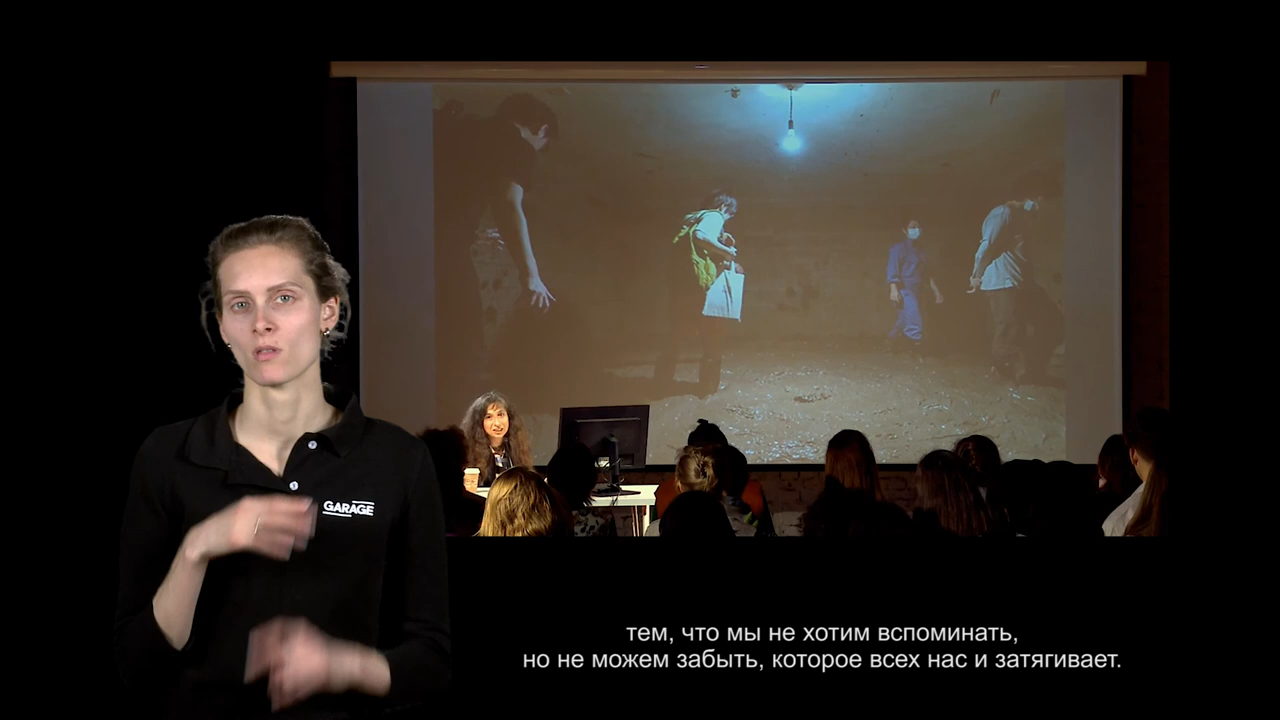 GARAGE
тем, что мы не хотим вспоминать,
но не можем забыть, которое всех нас и затягивает.